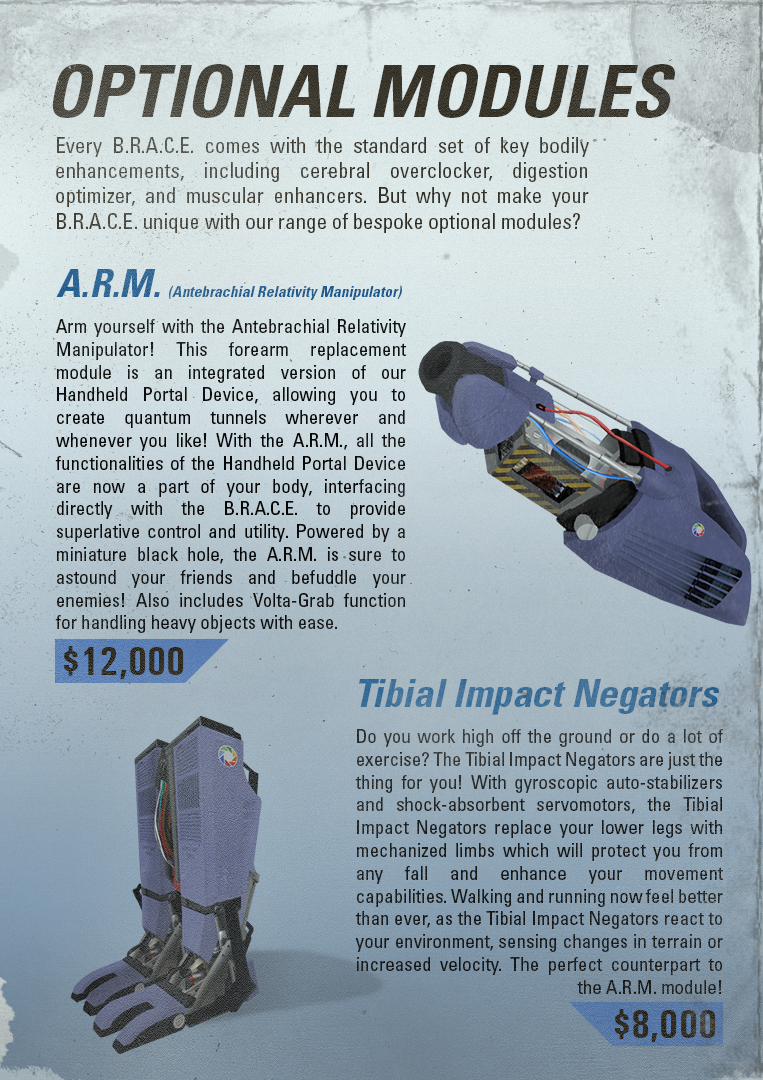 OPTIONAL MODULES
Every B.R.A.C.E. comes with the standard set of key bodily
enhancements, including cerebral overclocker, digestion
optimizer, and muscular enhancers. But why not make your
B.R.A.C.E. unique with our range of bespoke optional modules?
A.R.M. (Antebrachial Relativity Manipulator)
Arm yourself with the Antebrachial Relativity
Manipulator! This forearm replacement
module is an integrated version of our
Handheld Portal Device, allowing you to
create quantum tunnels wherever and
whenever you like! With the A.R.M., all the
functionalities of the Handheld Portal Device
are now a part of your body, interfacing
directly with the B.R.A.C.E. to provide
superlative control and utility. Powered by a
miniature black hole, the A.R.M. is sure to
astound your friends and befuddle your
enemies! Also includes Volta-Grab function
for handling heavy objects with ease.
$12,000
Tibial Impact Negators
Do you work high off the ground or do a lot of
exercise? The Tibial Impact Negators are just the
thing for you! With gyroscopic auto-stabilizers
and shock-absorbent servomotors, the Tibial
Impact Negators replace your lower legs with
mechanized limbs which will protect you from
any fall and enhance your movement
capabilities. Walking and running now feel better
than ever, as the Tibial Impact Negators react to
your environment, sensing changes in terrain or
increased velocity. The perfect counterpart to
the A.R.M. module!
$8,000